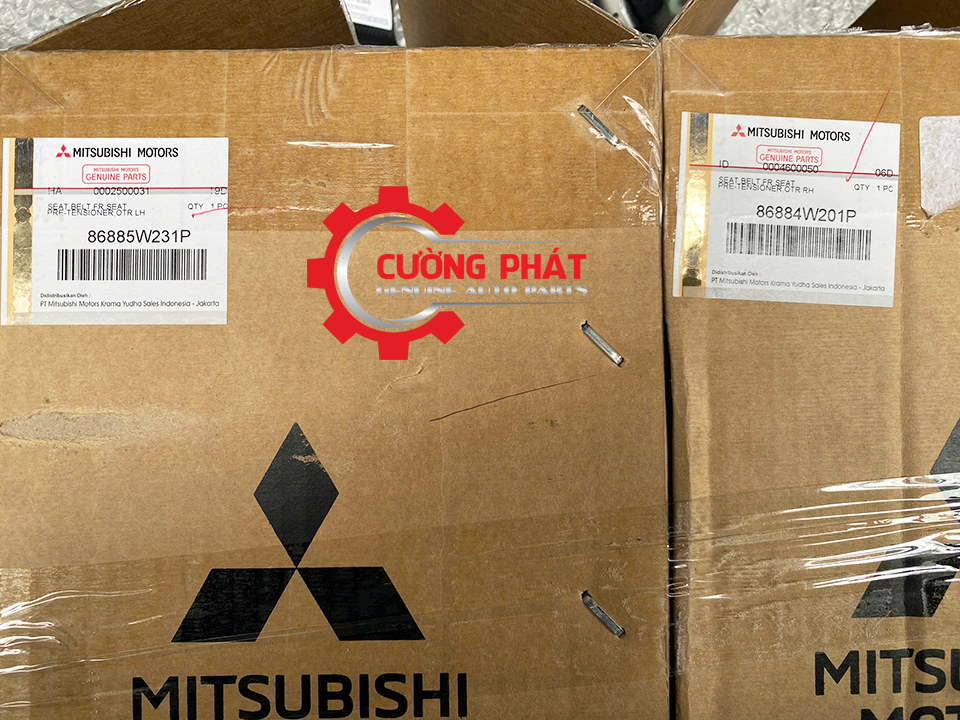 MITSUBISHI MOTORS
MITSUBISHI MOTORS
GENUINE PARTS
HA 0002500031 19D
SEAT BELT,FR SEAT
PRE-TENSIONER,OTR LH QTY 1 PC
86885W231P
Didistribusikan Oleh :
PT Mitsubishi Motors Krama Yudha Sales Indonesia - Jakarta
MITSUBISHI MOTORS
MITSUBISHI MOTORS
GENUINE PARTS
ID 0004600050 06D
SEAT BELT,FR SEAT QTY 1 PC
PRE-TENSIONER,OTR RH
86884W201P
Didistribusikan Oleh :
PT Mitsubishi Motors Krama Yudha Sales Indonesia - Jakarta
CƯỜNG PHÁT
GENUINE AUTO PARTS
MITSUBISHI
MITSU
MOT